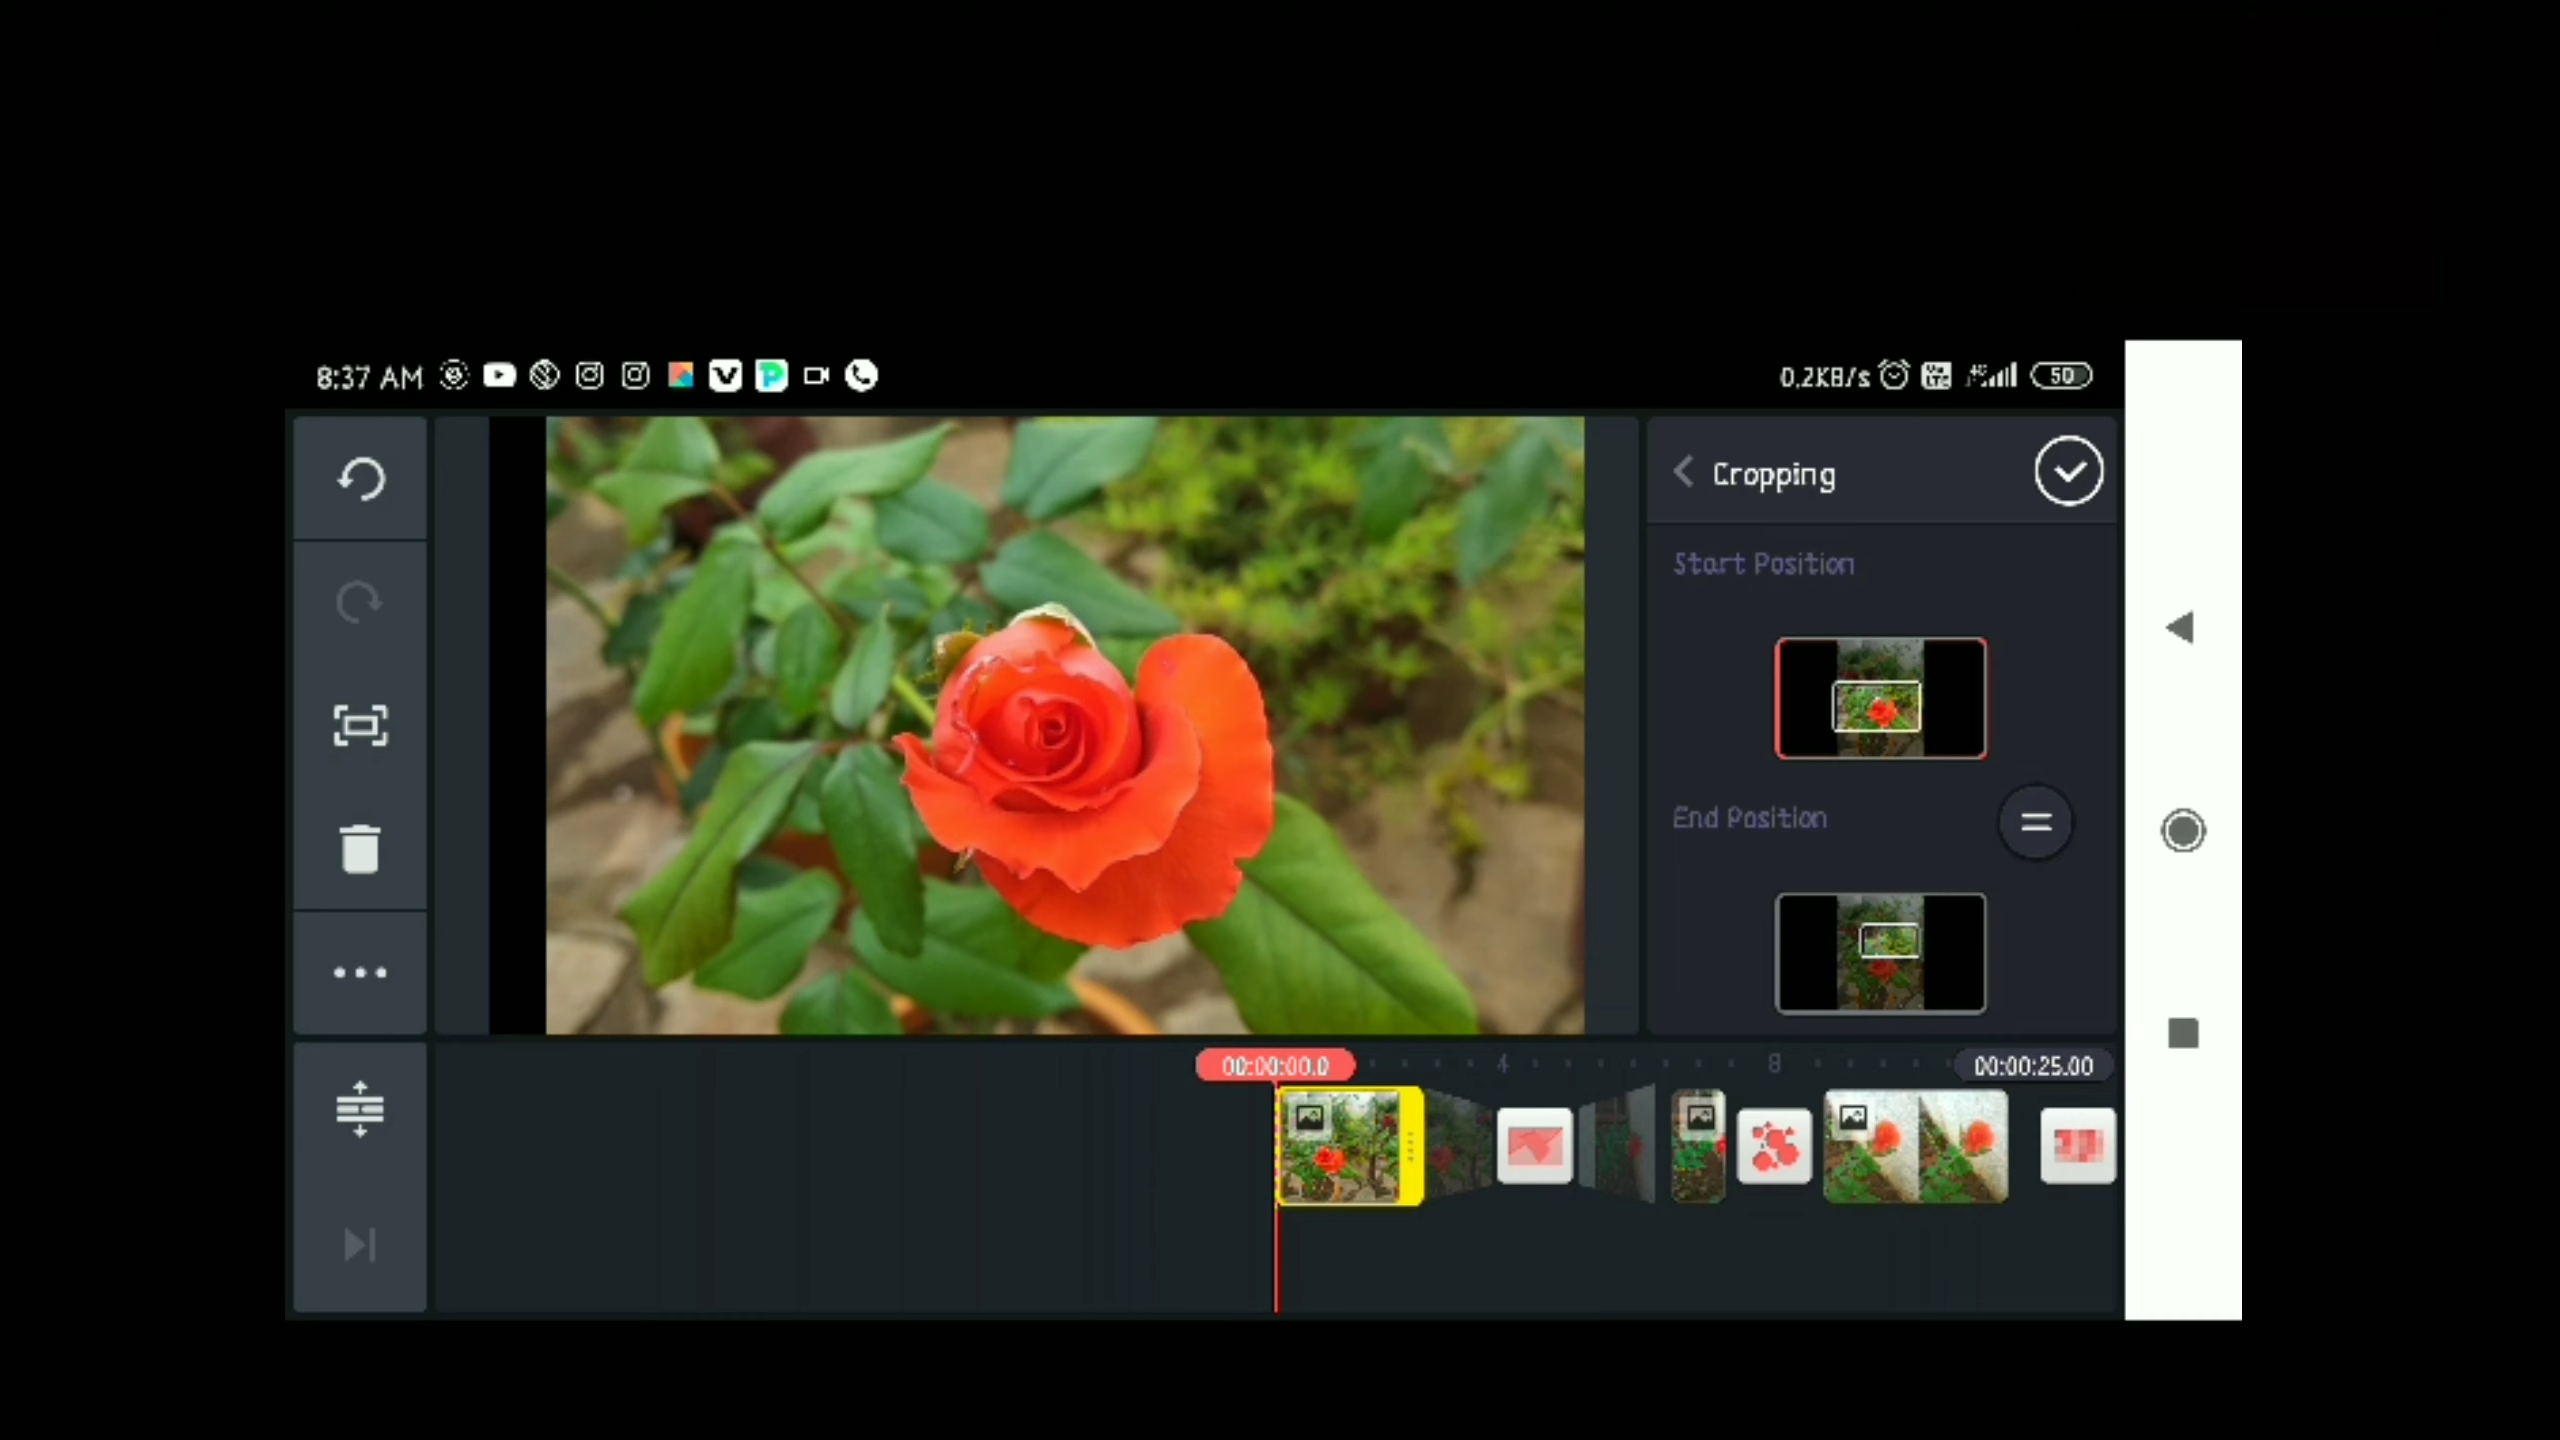 8:37 AM
0.2KB/s
4G
50
Cropping
Start Position
End Position
00:00:00.0
4
8
00:00:25.00